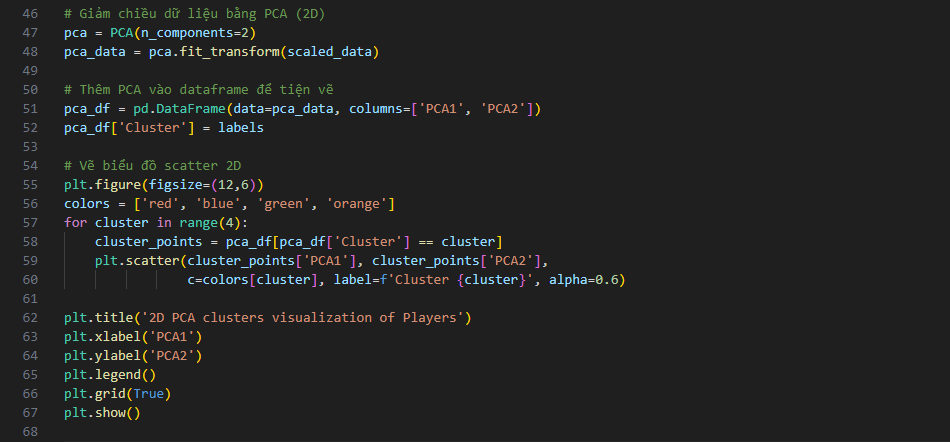 46 # Giảm chiều dữ liệu bằng PCA (2D)
47 pca = PCA(n_components=2)
48 pca_data = pca.fit_transform(scaled_data)
49
50 # Thêm PCA vào dataframe để tiện vẽ
51 pca_df = pd.DataFrame(data=pca_data, columns=['PCA1', 'PCA2'])
52 pca_df['Cluster'] = labels
53
54 # Vẽ biểu đồ scatter 2D
55 plt.figure(figsize=(12,6))
56 colors = ['red', 'blue', 'green', 'orange']
57 for cluster in range(4):
58     cluster_points = pca_df[pca_df['Cluster'] == cluster]
59     plt.scatter(cluster_points['PCA1'], cluster_points['PCA2'],
60                 c=colors[cluster], label=f'Cluster {cluster}', alpha=0.6)
61
62 plt.title('2D PCA clusters visualization of Players')
63 plt.xlabel('PCA1')
64 plt.ylabel('PCA2')
65 plt.legend()
66 plt.grid(True)
67 plt.show()
68